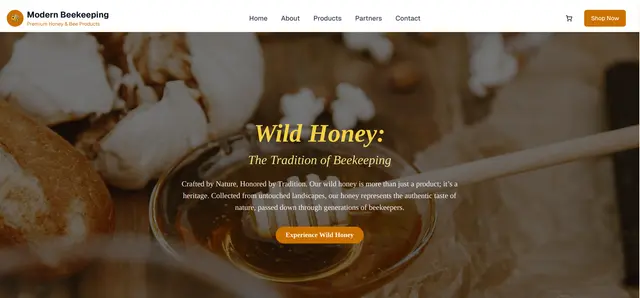 Modern Beekeeping
Premium Honey & Bee Products
Home About Products Partners Contact
Shop Now
Wild Honey:
The Tradition of Beekeeping
Crafted by Nature, Honored by Tradition. Our wild honey is more than just a product; it's a
heritage. Collected from untouched landscapes, our honey represents the authentic taste of
nature, passed down through generations of beekeepers.
Experience Wild Honey